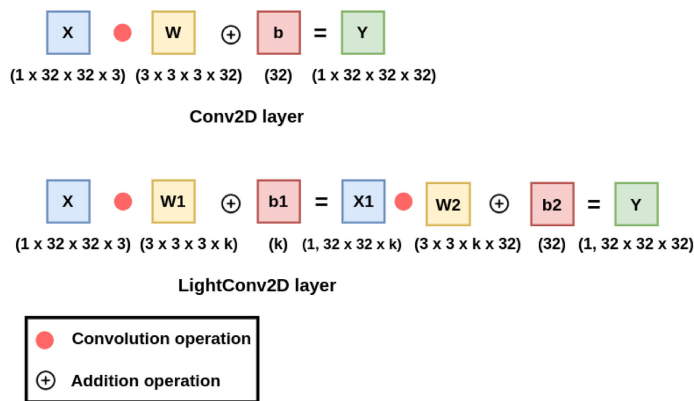 X W b = Y
(1 x 32 x 32 x 3) (3 x 3 x 3 x 32) (32) (1 x 32 x 32 x 32)
Conv2D layer
X W1 b1 = X1 W2 b2 = Y
(1 x 32 x 32 x 3) (3 x 3 x 3 x k) (k) (1, 32 x 32 x k) (3 x 3 x k x 32) (32) (1, 32 x 32 x 32)
LightConv2D layer
Convolution operation
Addition operation